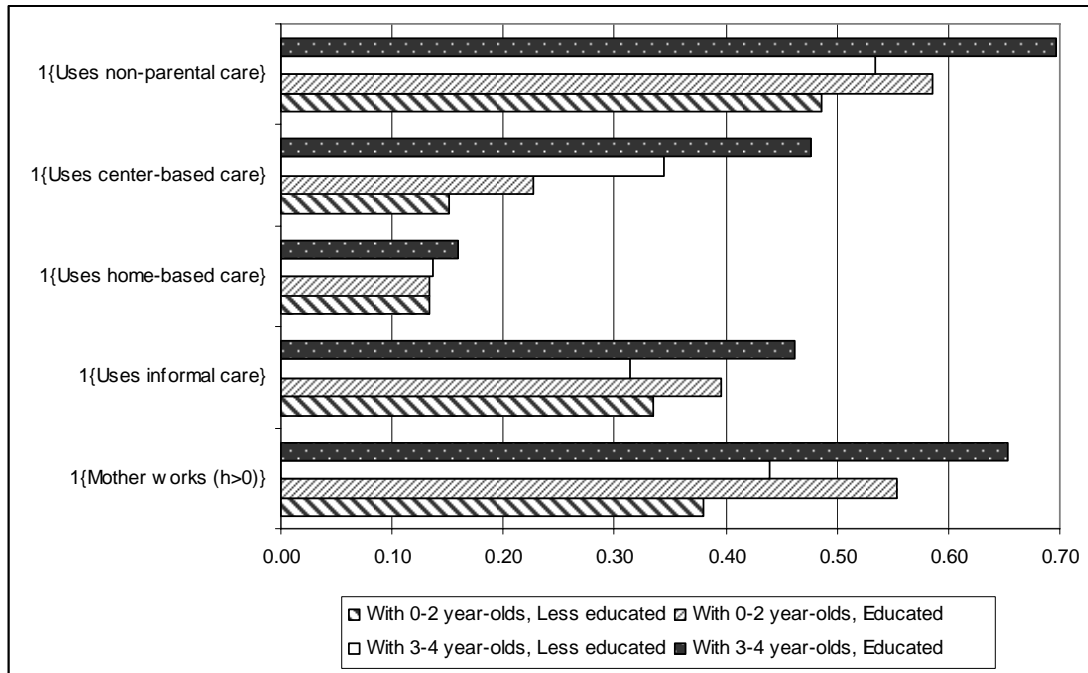 1{Uses non-parental care}
1{Uses center-based care}
1{Uses home-based care}
1{Uses informal care}
1{Mother works (h>0)}
0.00 0.10 0.20 0.30 0.40 0.50 0.60 0.70
With 0-2 year-olds, Less educated With 0-2 year-olds, Educated
With 3-4 year-olds, Less educated With 3-4 year-olds, Educated